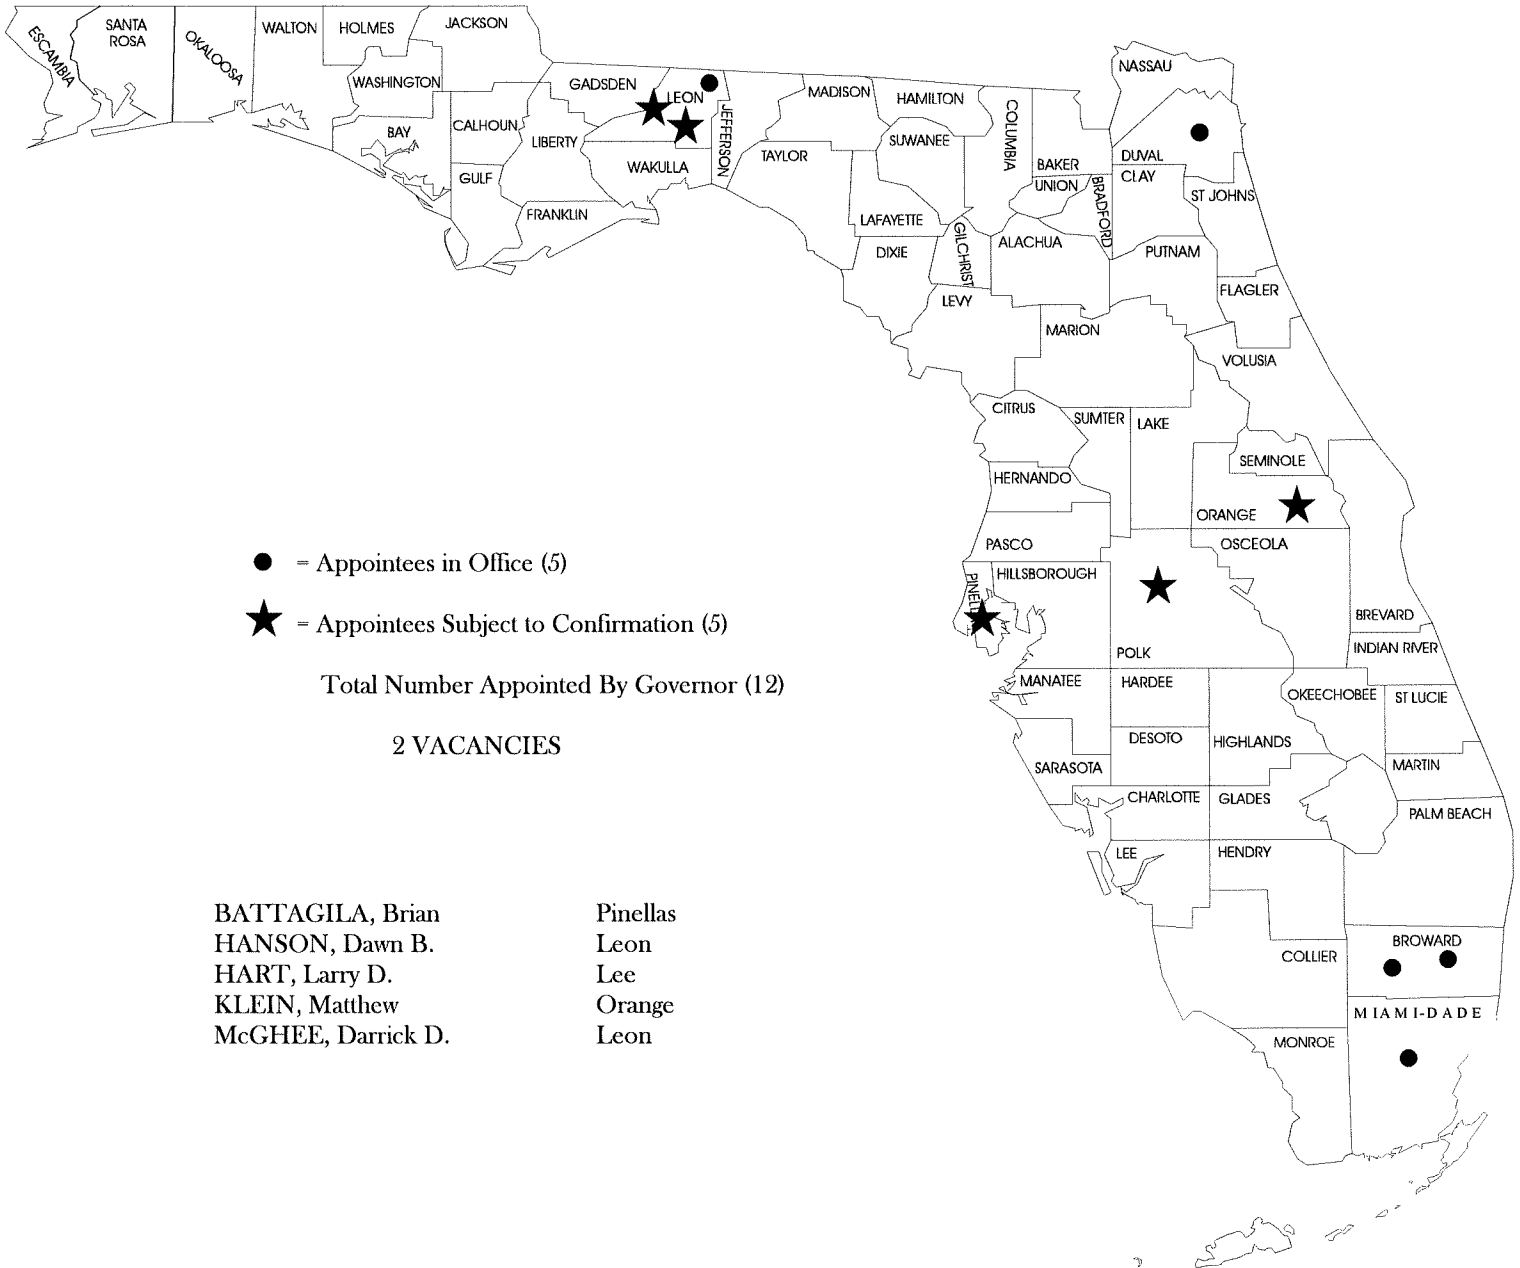 ESCAMBIA
SANTA
ROSA
OKALOOSA
WALTON
HOLMES
JACKSON
WASHINGTON
BAY
CALHOUN
GULF
GADSDEN
LIBERTY
FRANKLIN
LEON
WAKULLA
JEFFERSON
MADISON
TAYLOR
HAMILTON
SUWANEE
LAFAYETTE
DIXIE
COLUMBIA
GILCHRIST
LEVY
BAKER
UNION
BRADFORD
ALACHUA
NASSAU
DUVAL
CLAY
ST JOHNS
PUTNAM
FLAGLER
MARION
VOLUSIA
CITRUS
SUMTER
LAKE
HERNANDO
SEMINOLE
ORANGE
PASCO
OSCEOLA
HILLSBOROUGH
POLK
BREVARD
INDIAN RIVER
MANATEE
HARDEE
OKEECHOBEE
ST LUCIE
DESOTO
HIGHLANDS
SARASOTA
MARTIN
CHARLOTTE
GLADES
PALM BEACH
LEE
HENDRY
BROWARD
COLLIER
MIAMI-DADE
MONROE
= Appointees in Office (5)
= Appointees Subject to Confirmation (5)
Total Number Appointed By Governor (12)
2 VACANCIES
BATTAGILA, Brian Pinellas
HANSON, Dawn B. Leon
HART, Larry D. Lee
KLEIN, Matthew Orange
McGHEE, Darrick D. Leon